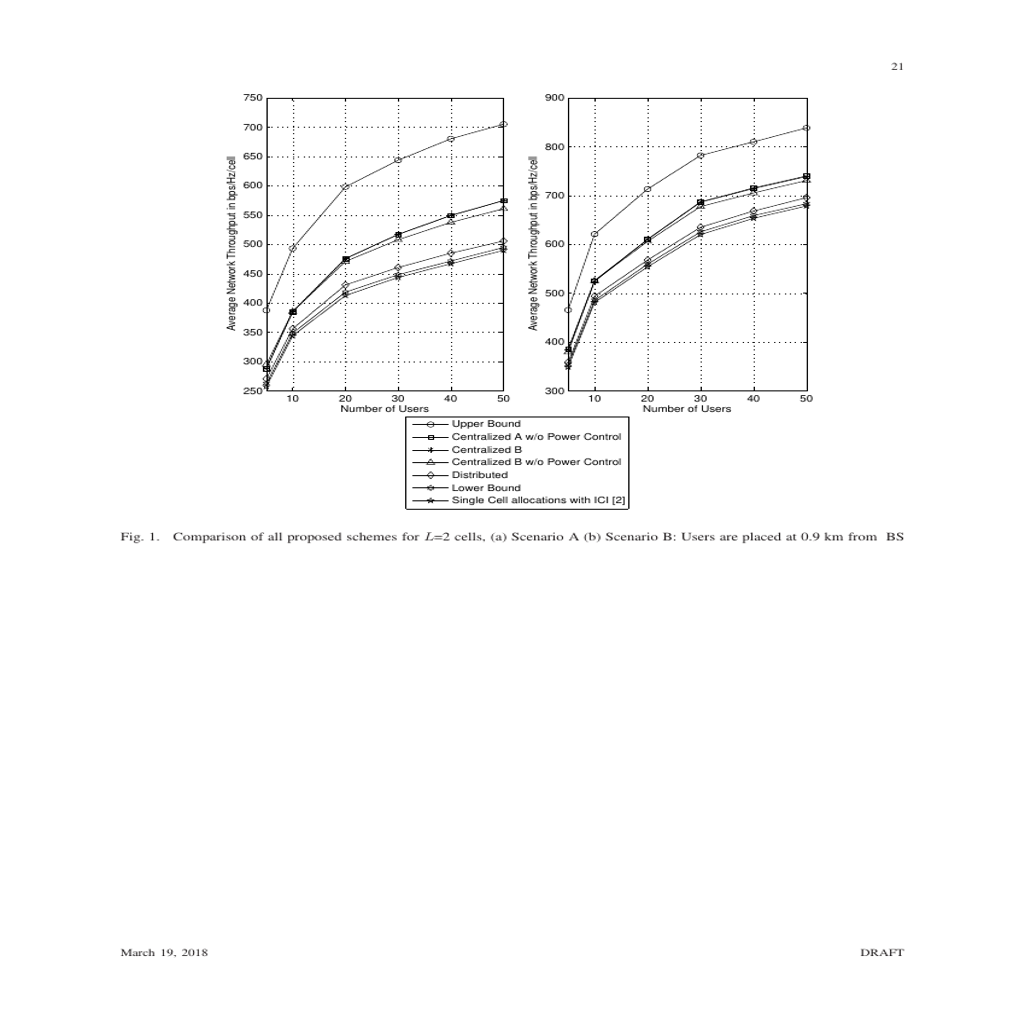 21
750
700
650
600
550
500
450
400
350
300
250
Average Network Throughput in bps/Hz/cell
10 20 30 40 50
Number of Users
900
800
700
600
500
400
300
Average Network Throughput in bps/Hz/cell
10 20 30 40 50
Number of Users
Upper Bound
Centralized A w/o Power Control
Centralized B
Centralized B w/o Power Control
Distributed
Lower Bound
Single Cell allocations with ICI [2]
Fig. 1. Comparison of all proposed schemes for L=2 cells, (a) Scenario A (b) Scenario B: Users are placed at 0.9 km from BS
March 19, 2018 DRAFT